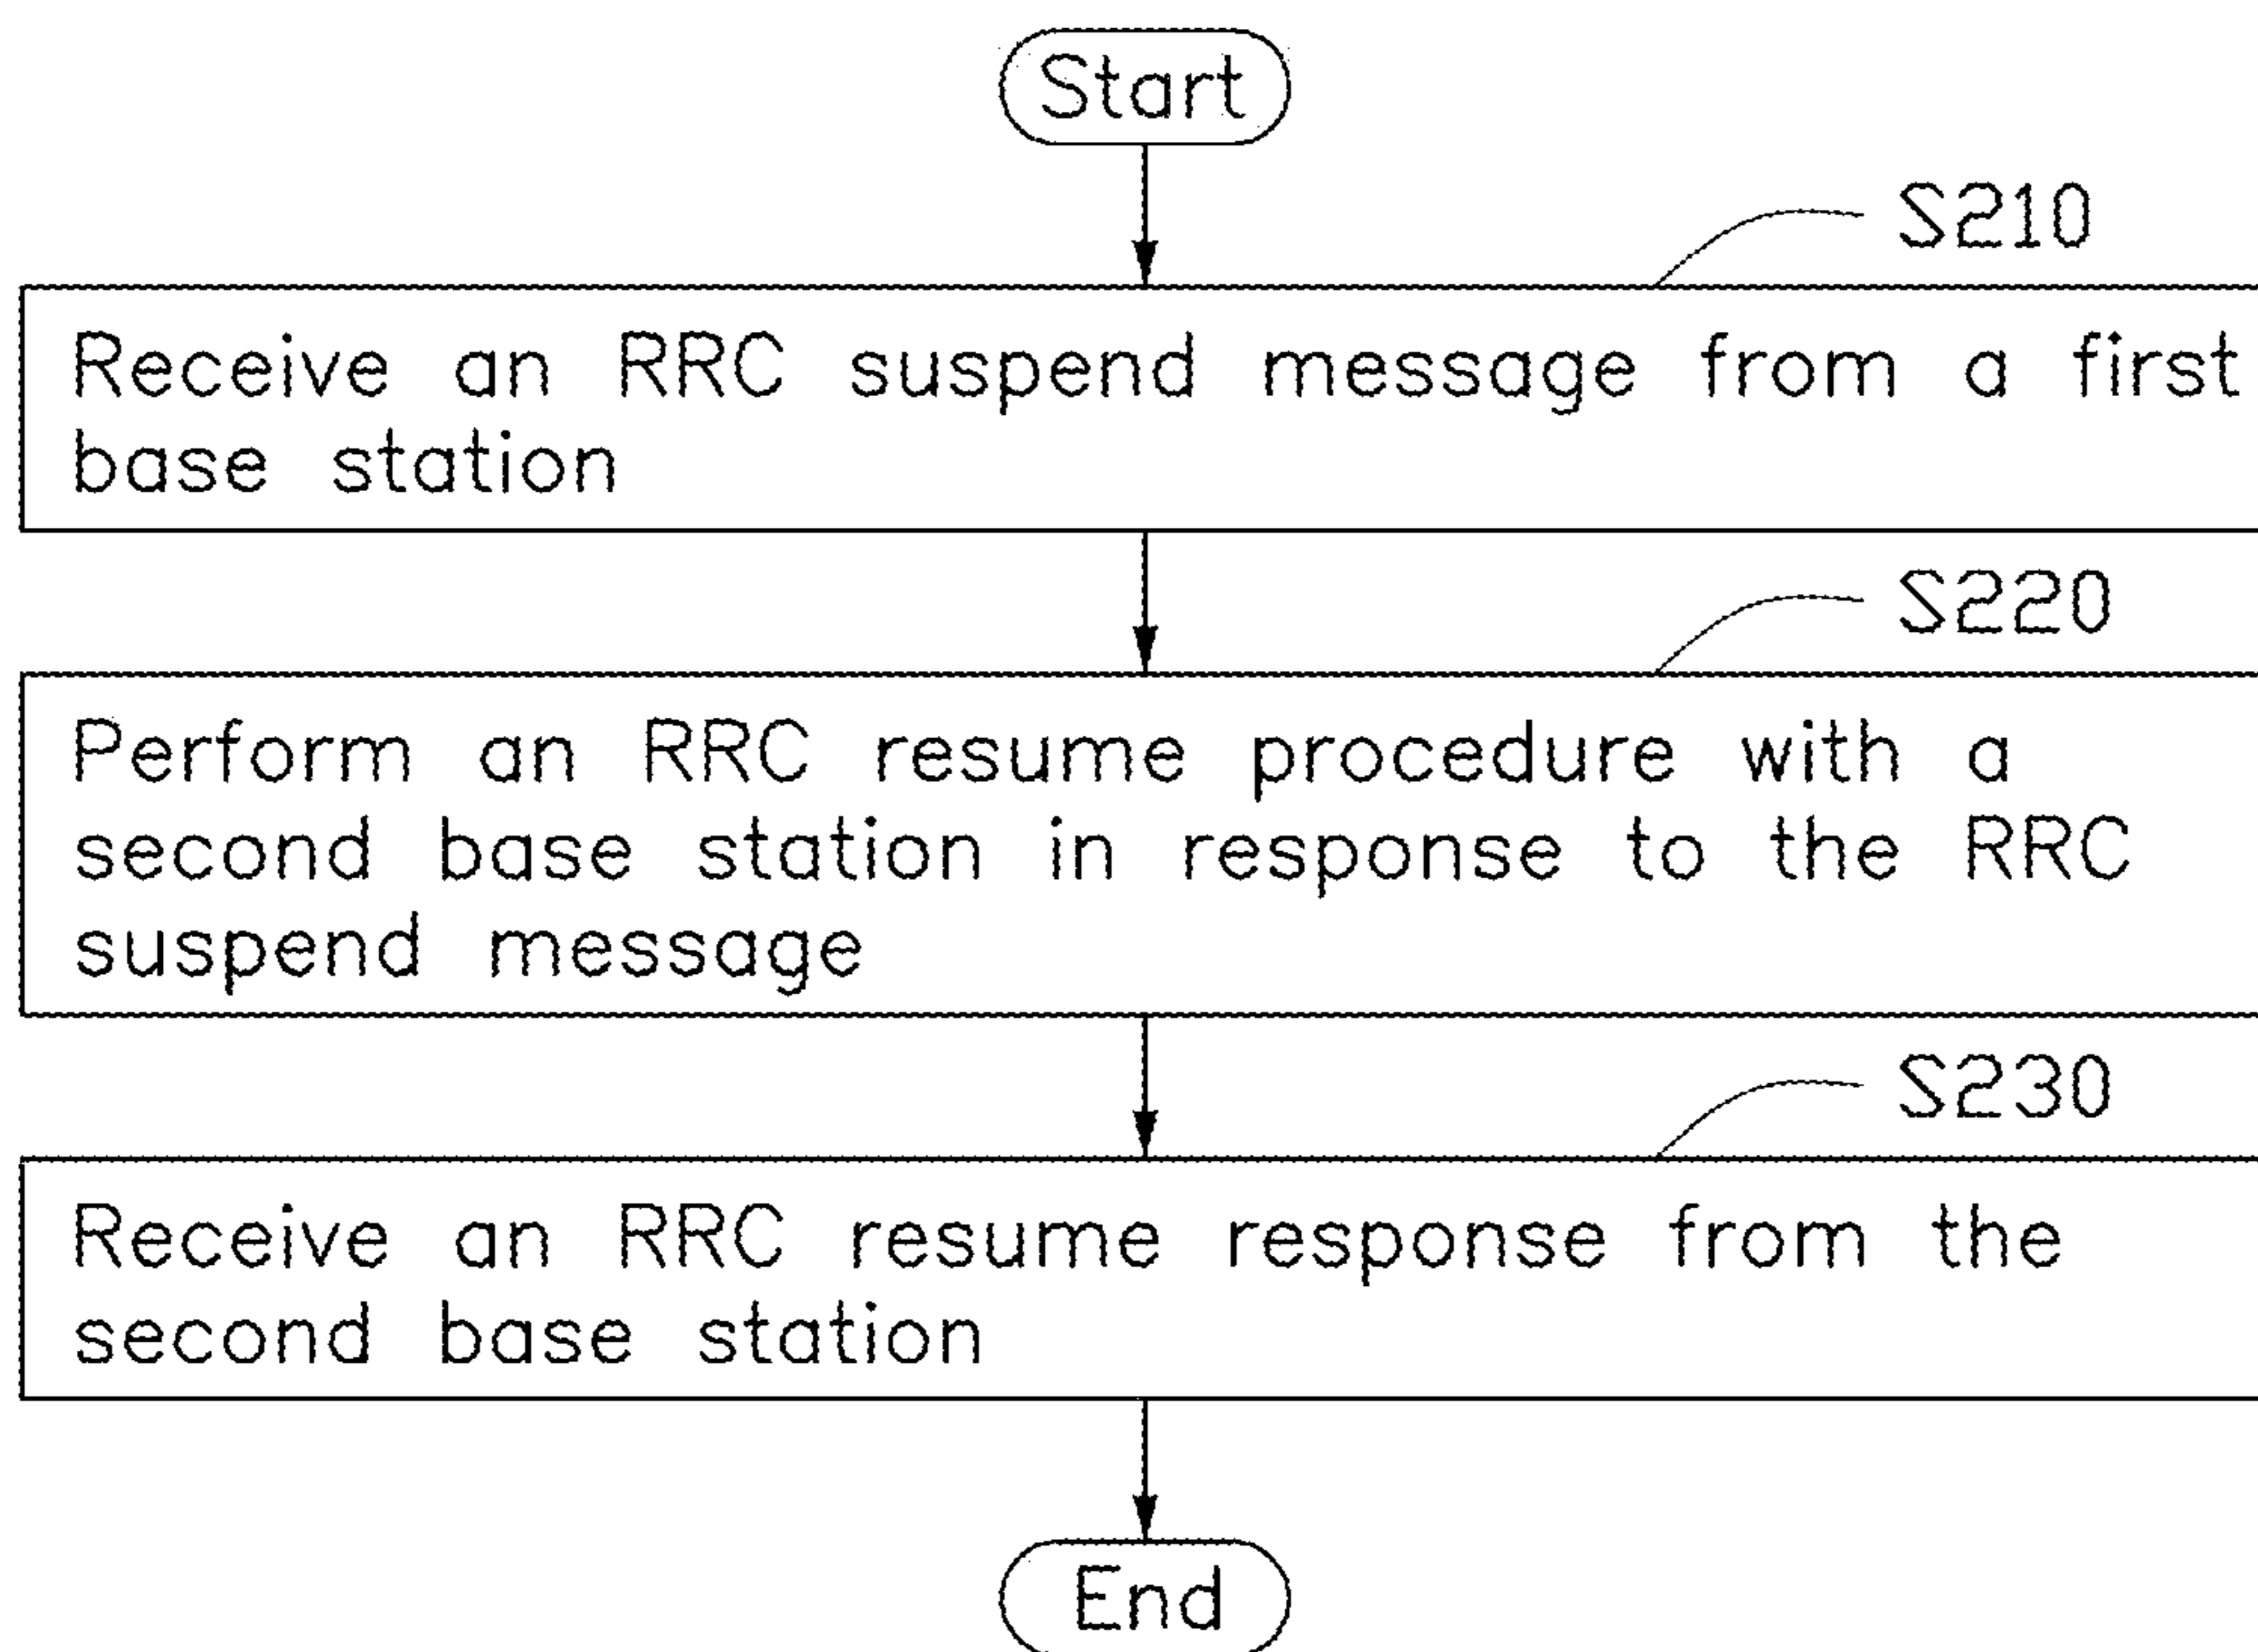 Start
S210
Receive an RRC suspend message from a first
base station
S220
Perform an RRC resume procedure with a
second base station in response to the RRC
suspend message
S230
Receive an RRC resume response from the
second base station
End